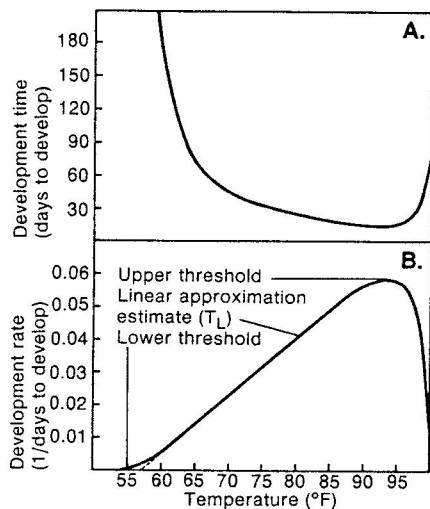 A.
Development time
(days to develop)
180
150
120
90
60
30
B.
Development rate
(1/days to develop)
0.06
0.05
0.04
0.03
0.02
0.01
Upper threshold
Linear approximation
estimate (TL)
Lower threshold
55 60 65 70 75 80 85 90 95
Temperature (°F)